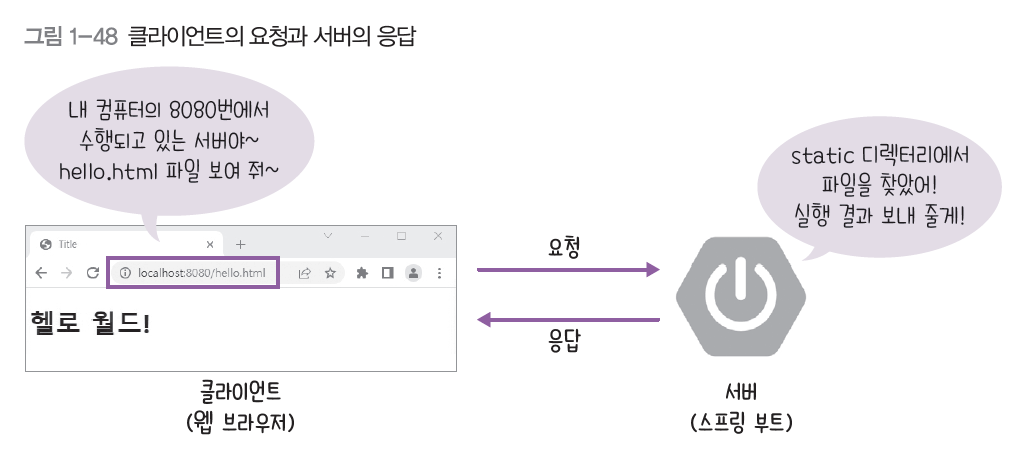 그림 1-48 클라이언트의 요청과 서버의 응답
내 컴퓨터의 8080번에서
수행되고 있는 서버야~
hello.html 파일 보여 줘~
static 디렉터리에서
파일을 찾았어!
실행 결과 보내 줄게!
Title
localhost:8080/hello.html
헬로 월드!
요청
응답
클라이언트
(웹 브라우저)
서버
(스프링 부트)